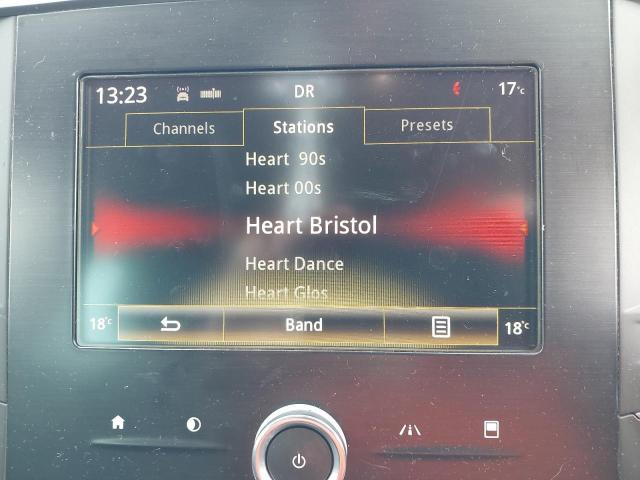 13:23 DR 17°c
Channels Stations Presets
Heart 90s
Heart 00s
Heart Bristol
Heart Dance
Heart Glos
18°c Band 18°c